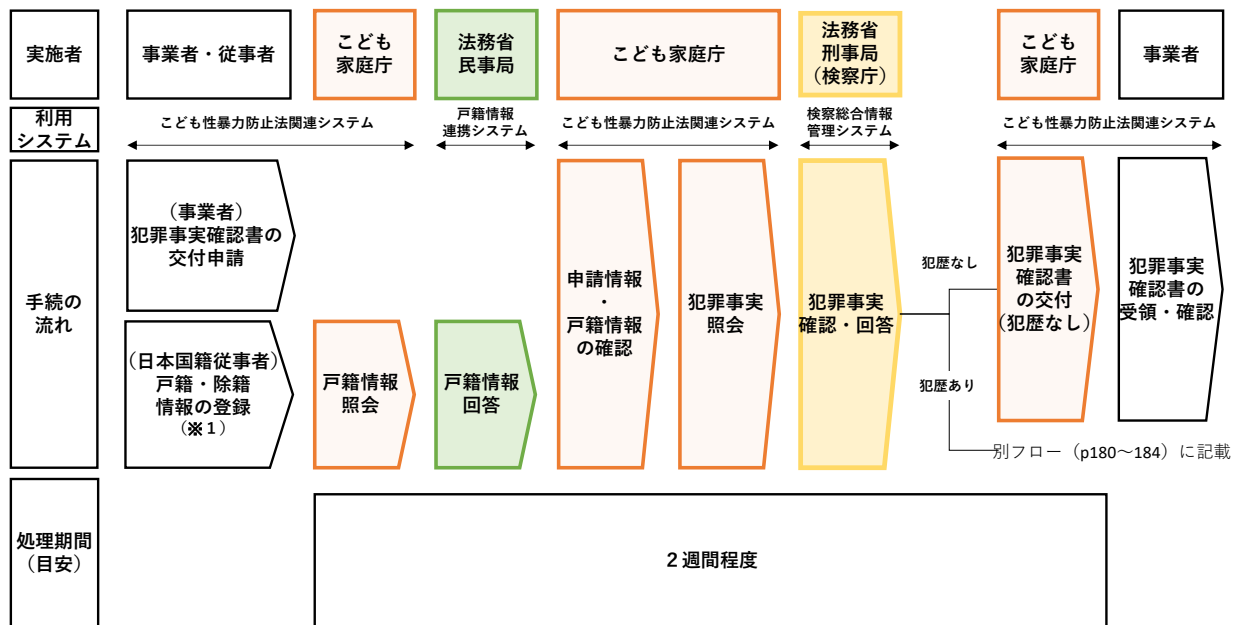 実施者
事業者・従事者
こども
家庭庁
法務省
民事局
こども家庭庁
法務省
刑事局
（検察庁）
こども
家庭庁
事業者
利用
システム
こども性暴力防止法関連システム
戸籍情報
連携システム
こども性暴力防止法関連システム
検察総合情報
管理システム
こども性暴力防止法関連システム
手続の
流れ
（事業者）
犯罪事実確認書の
交付申請
（日本国籍従事者）
戸籍・除籍
情報の登録
（※１）
戸籍情報
照会
戸籍情報
回答
申請情報
・
戸籍情報
の確認
犯罪事実
照会
犯罪事実
確認・回答
犯歴なし
犯歴あり
犯罪事実
確認書
の交付
（犯歴なし）
犯罪事実
確認書の
受領・確認
別フロー（p180～184）に記載
処理期間
（目安）
２週間程度